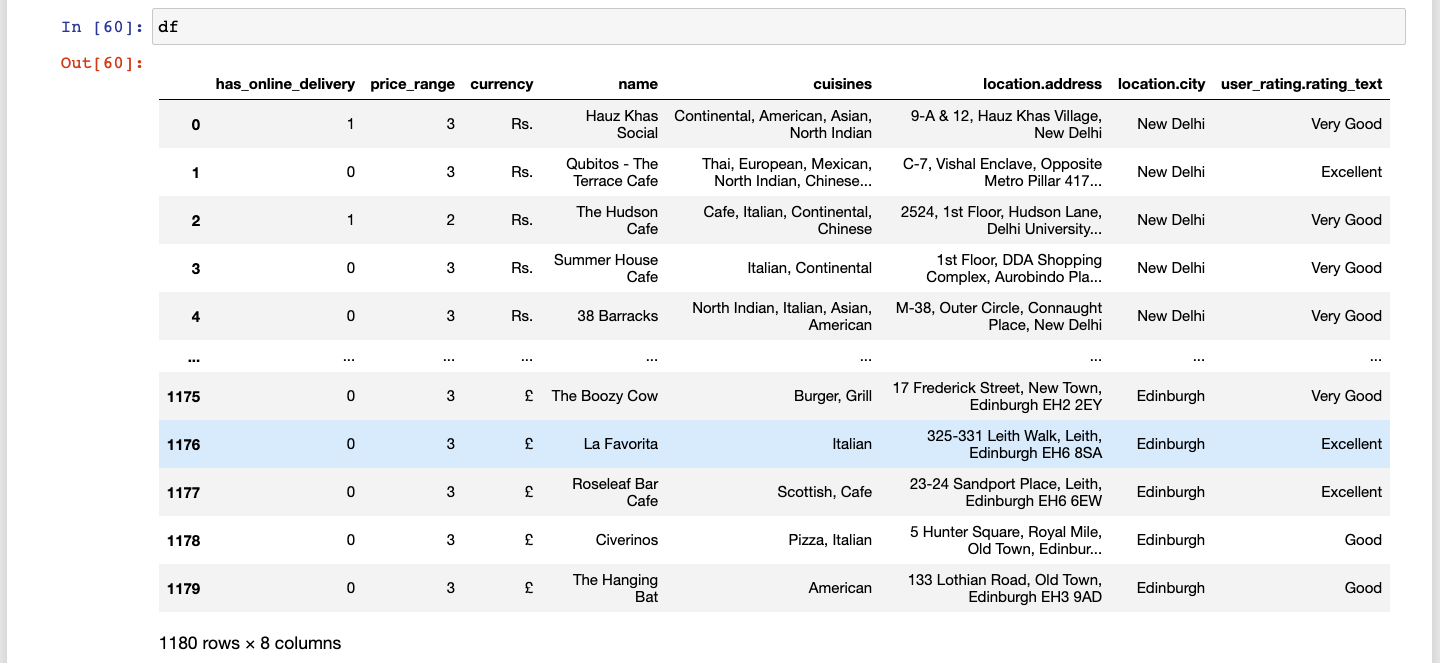 In [60]: df
Out[60]:
has_online_delivery price_range currency name cuisines location.address location.city user_rating.rating_text
0 1 3 Rs. Hauz Khas Social Continental, American, Asian, North Indian 9-A & 12, Hauz Khas Village, New Delhi New Delhi Very Good
1 0 3 Rs. Qubitos - The Terrace Cafe Thai, European, Mexican, North Indian, Chinese... C-7, Vishal Enclave, Opposite Metro Pillar 417... New Delhi Excellent
2 1 2 Rs. The Hudson Cafe Cafe, Italian, Continental, Chinese 2524, 1st Floor, Hudson Lane, Delhi University... New Delhi Very Good
3 0 3 Rs. Summer House Cafe Italian, Continental 1st Floor, DDA Shopping Complex, Aurobindo Pla... New Delhi Very Good
4 0 3 Rs. 38 Barracks North Indian, Italian, Asian, American M-38, Outer Circle, Connaught Place, New Delhi New Delhi Very Good
... ... ... ... ... ... ... ... ...
1175 0 3 £ The Boozy Cow Burger, Grill 17 Frederick Street, New Town, Edinburgh EH2 2EY Edinburgh Very Good
1176 0 3 £ La Favorita Italian 325-331 Leith Walk, Leith, Edinburgh EH6 8SA Edinburgh Excellent
1177 0 3 £ Roseleaf Bar Cafe Scottish, Cafe 23-24 Sandport Place, Leith, Edinburgh EH6 6EW Edinburgh Excellent
1178 0 3 £ Civerinos Pizza, Italian 5 Hunter Square, Royal Mile, Old Town, Edinbur... Edinburgh Good
1179 0 3 £ The Hanging Bat American 133 Lothian Road, Old Town, Edinburgh EH3 9AD Edinburgh Good
1180 rows × 8 columns